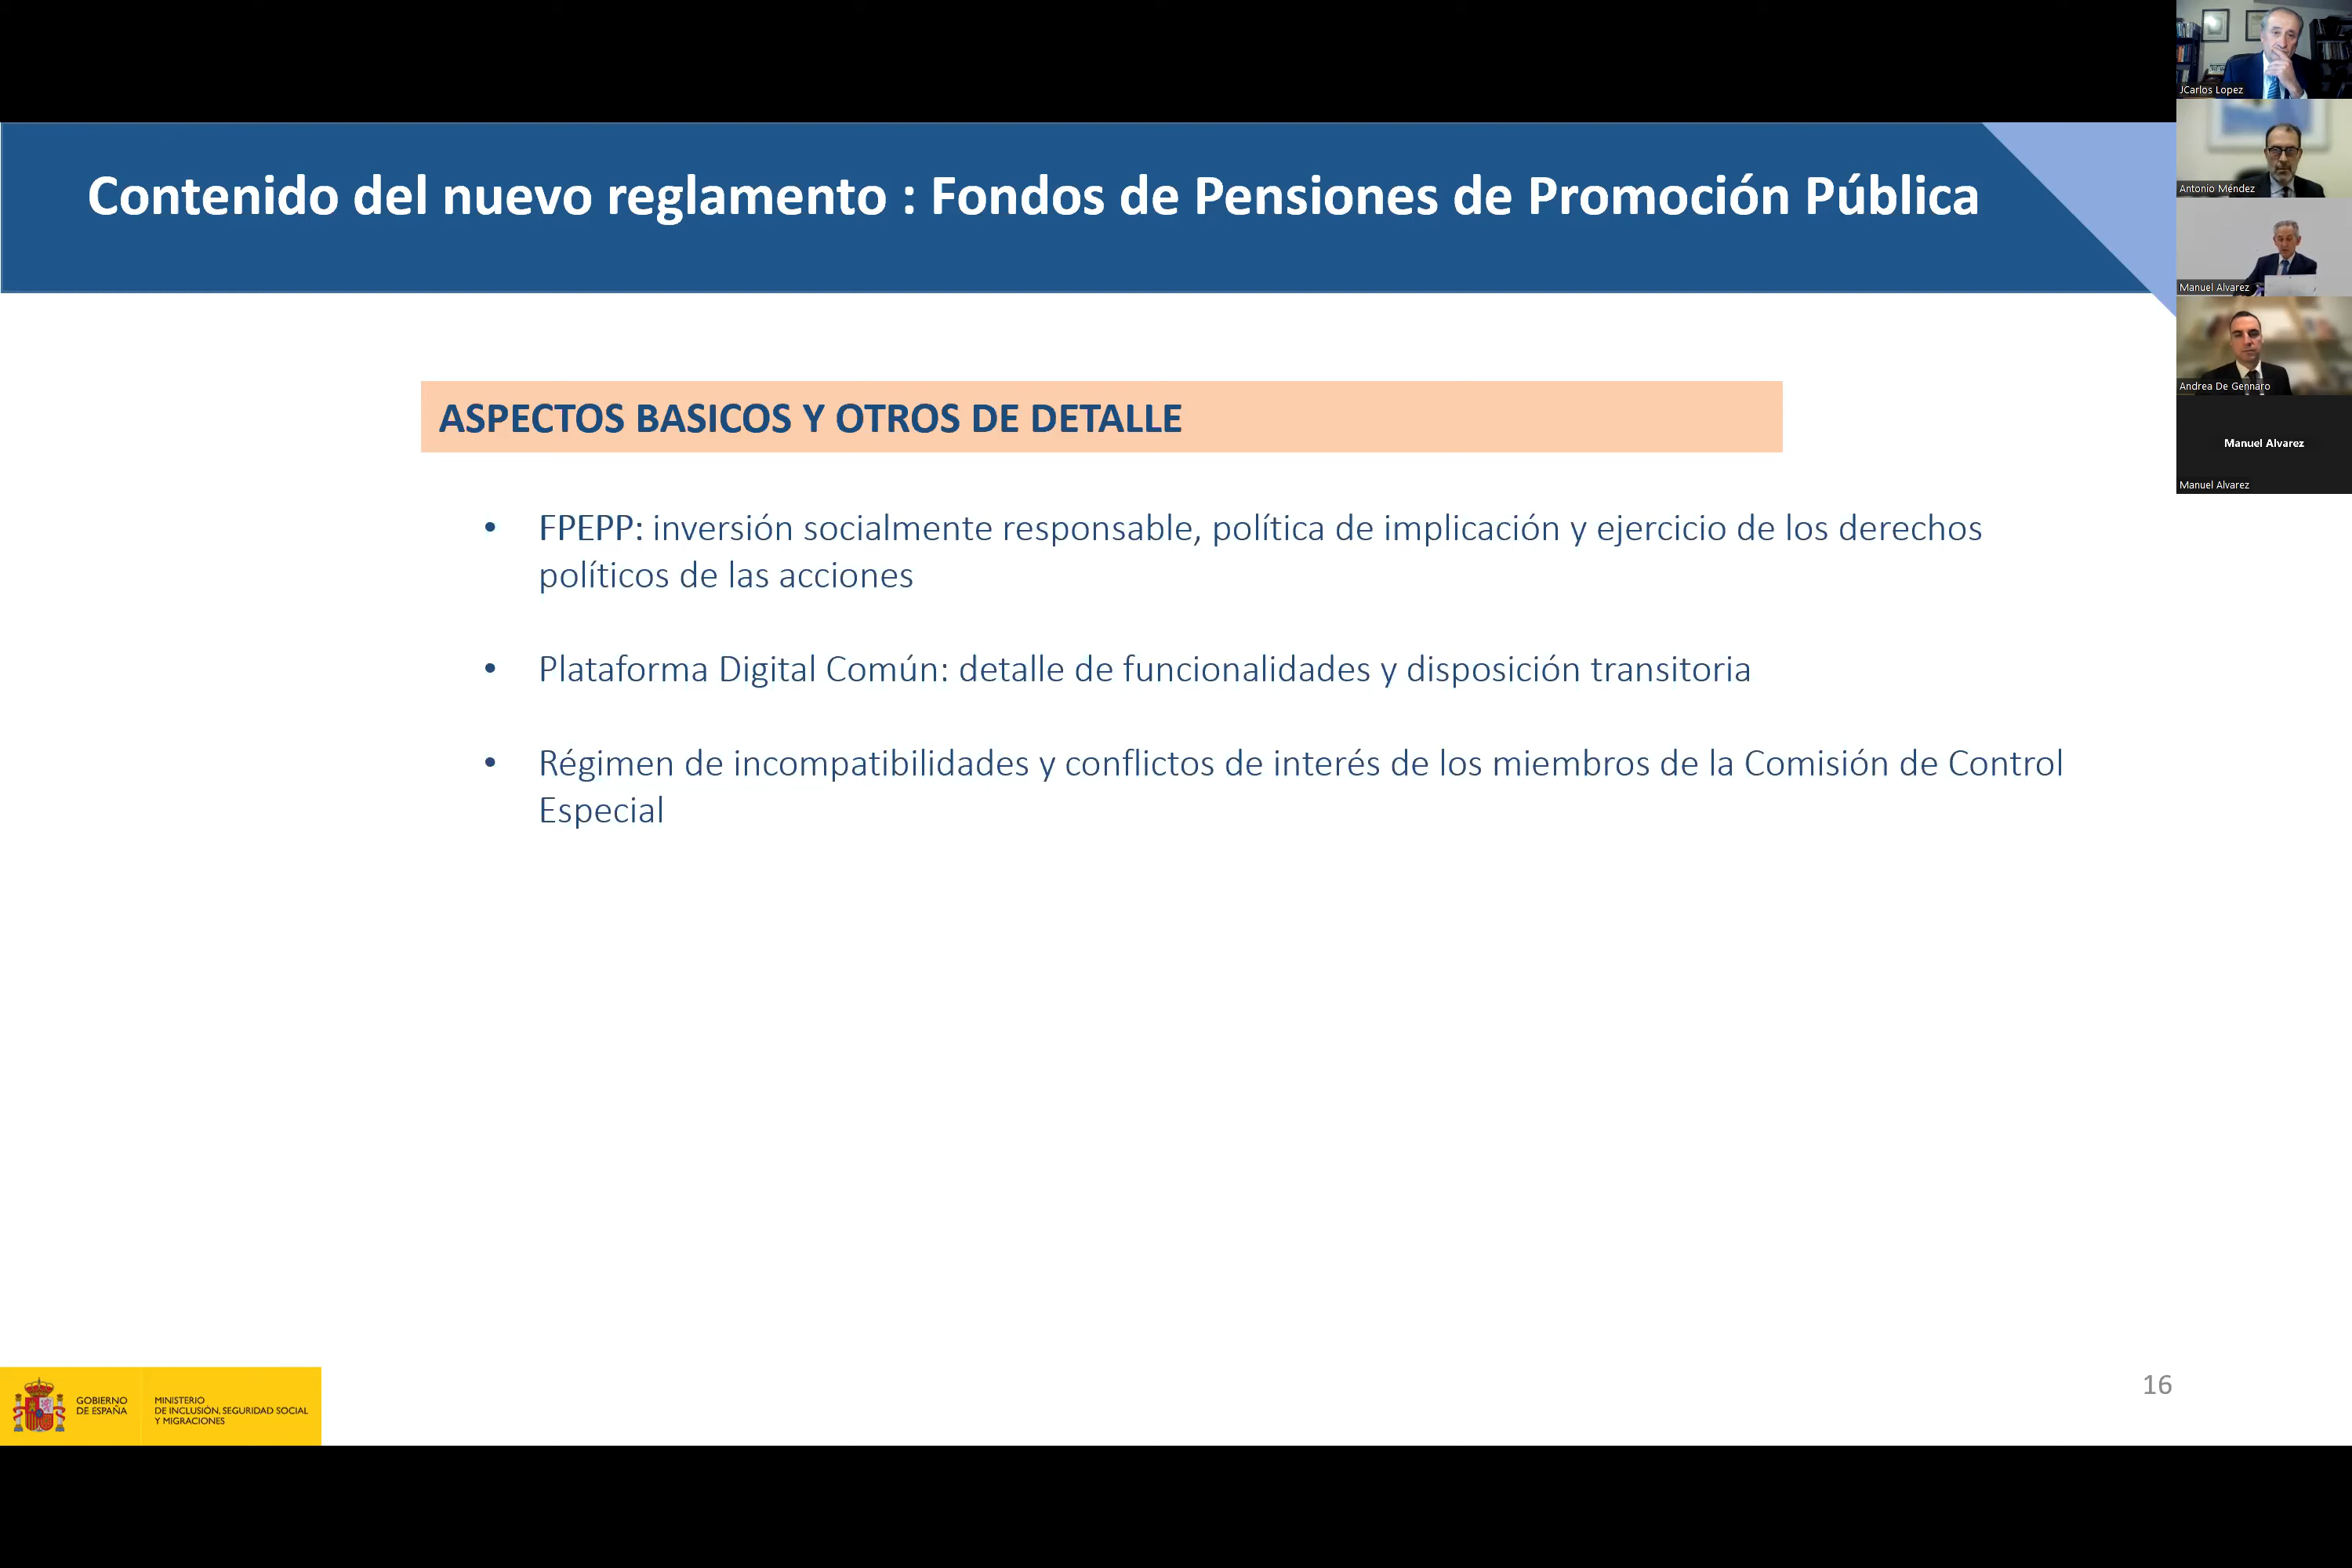 Contenido del nuevo reglamento : Fondos de Pensiones de Promoción Pública
ASPECTOS BASICOS Y OTROS DE DETALLE
• FPEPP: inversión socialmente responsable, política de implicación y ejercicio de los derechos
políticos de las acciones
• Plataforma Digital Común: detalle de funcionalidades y disposición transitoria
• Régimen de incompatibilidades y conflictos de interés de los miembros de la Comisión de Control
Especial
GOBIERNO
DE ESPAÑA
MINISTERIO
DE INCLUSIÓN, SEGURIDAD SOCIAL
Y MIGRACIONES
16
JCarlos Lopez
Antonio Méndez
Manuel Alvarez
Andrea De Gennaro
Manuel Alvarez
Manuel Alvarez